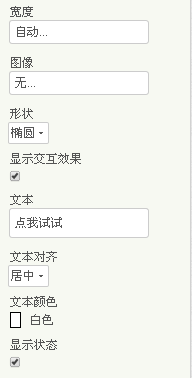 宽度
自动...
图像
无...
形状
椭圆
显示交互效果
文本
点我试试
文本对齐
居中
文本颜色
白色
显示状态